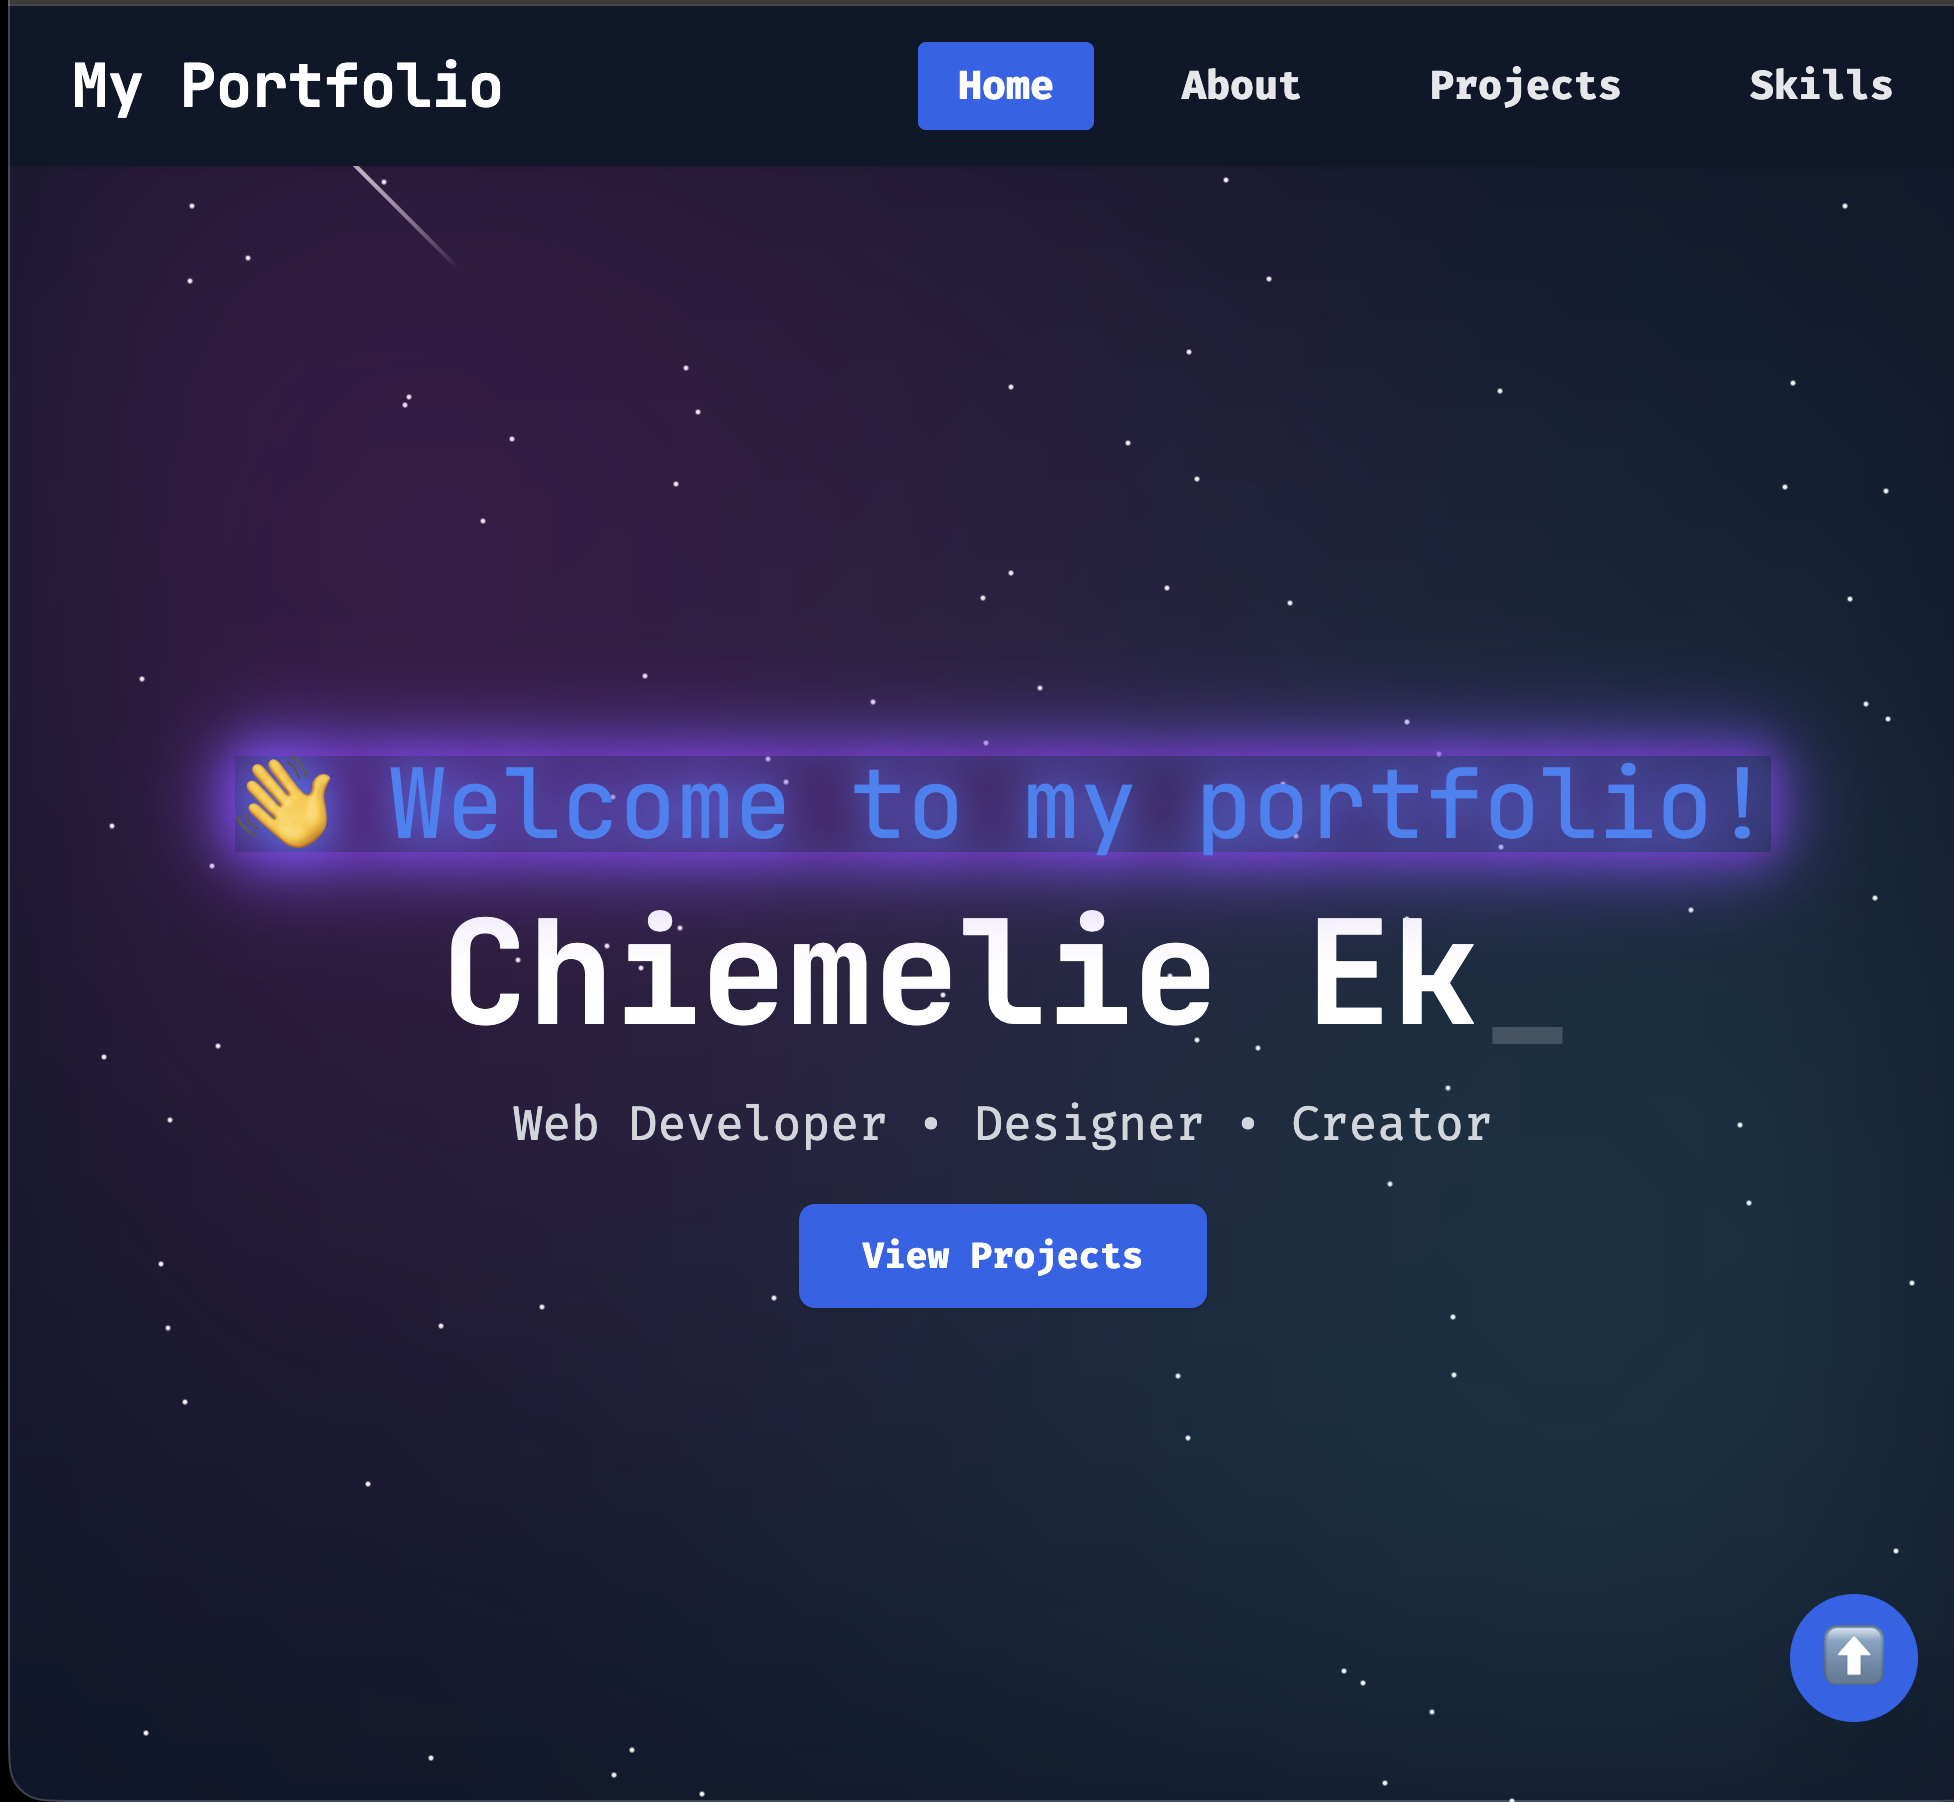 My Portfolio
Home About Projects Skills
👋 Welcome to my portfolio!
Chiemelie Ek_
Web Developer • Designer • Creator
View Projects